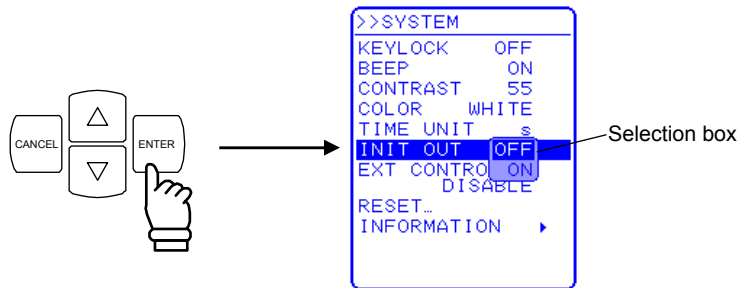 CANCEL
ENTER
>>SYSTEM
KEYLOCK OFF
BEEP ON
CONTRAST 55
COLOR WHITE
TIME UNIT s
INIT OUT OFF
EXT CONTRO ON
DISABLE
RESET…
INFORMATION
Selection box